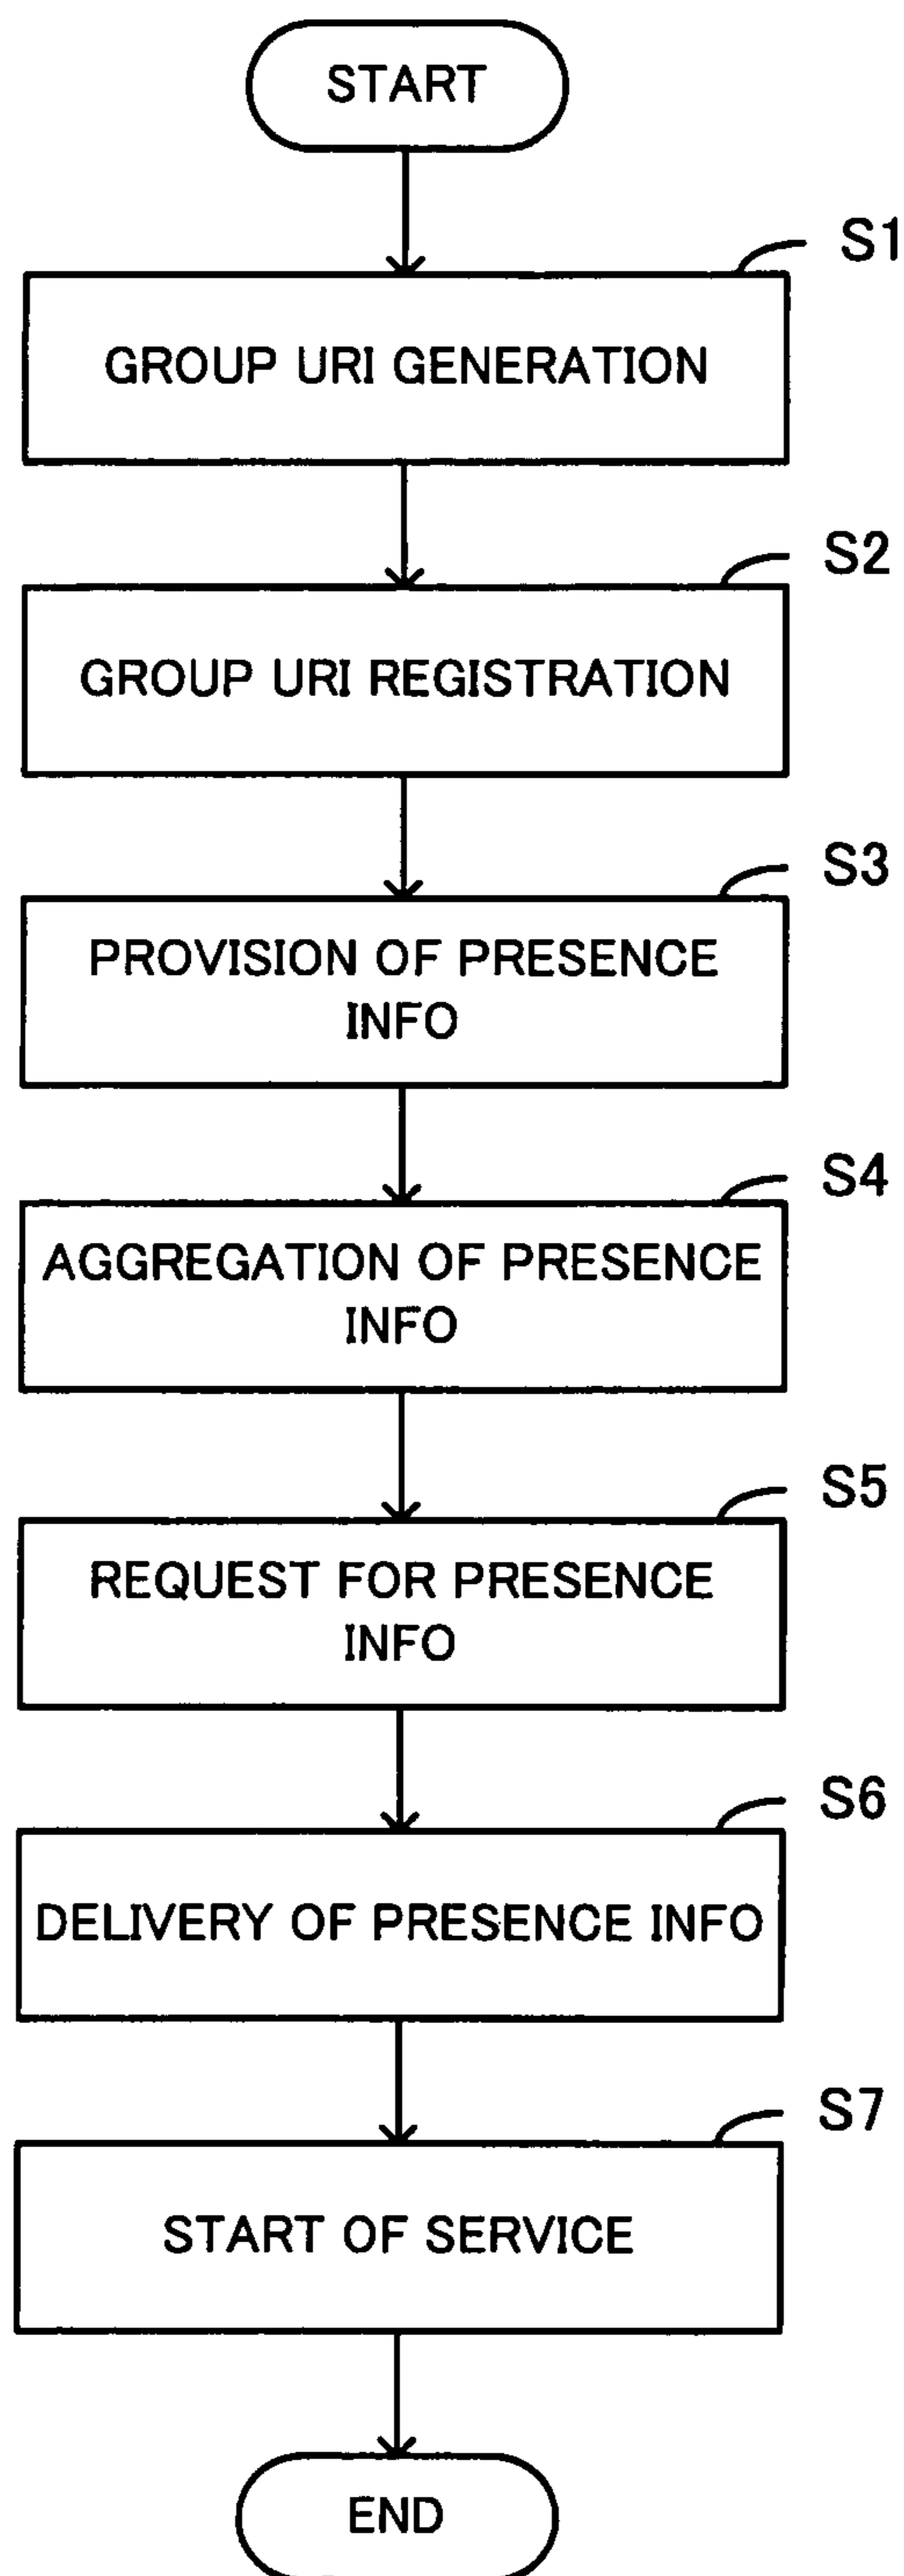 START
S1
GROUP URI GENERATION
S2
GROUP URI REGISTRATION
S3
PROVISION OF PRESENCE
INFO
S4
AGGREGATION OF PRESENCE
INFO
S5
REQUEST FOR PRESENCE
INFO
S6
DELIVERY OF PRESENCE INFO
S7
START OF SERVICE
END